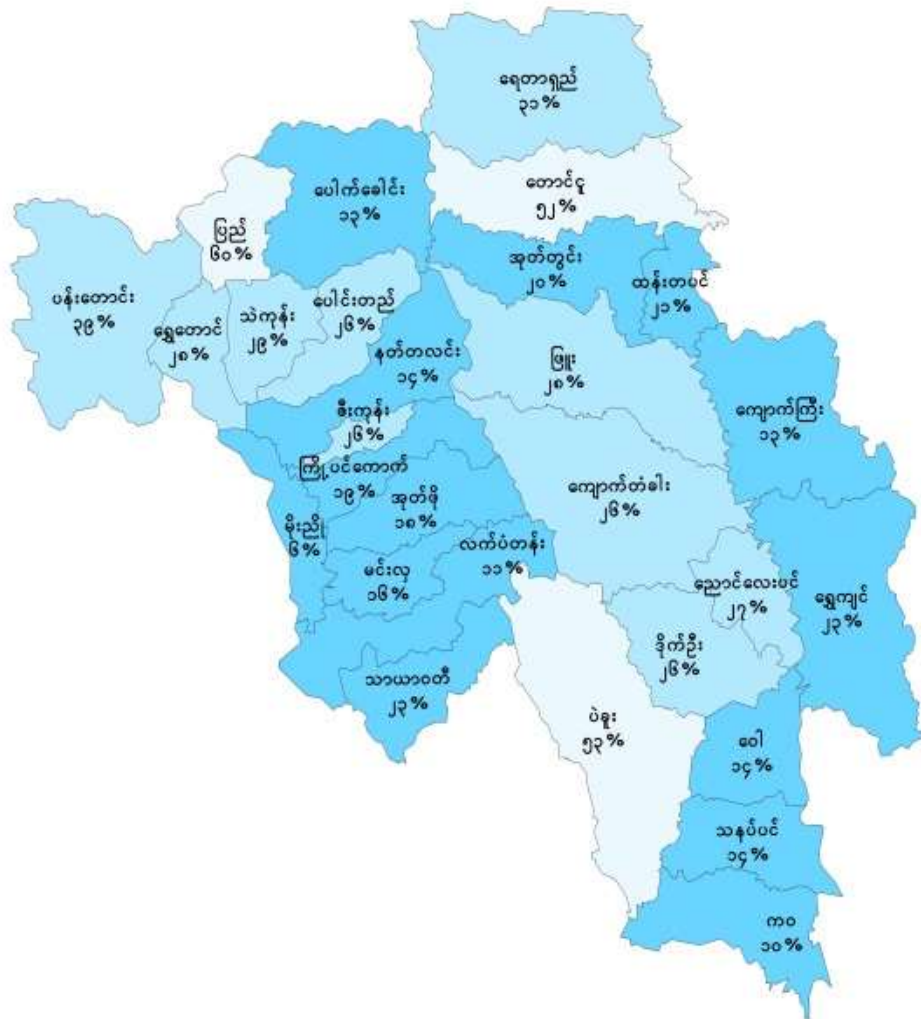 ရေတာရှည်
၃၁%
တောင်ငူ
၅၂%
ပေါက်ခေါင်း
၁၃%
ပြည်
၆၀%
အုတ်တွင်း
၂၀%
ထန်းတပင်
၂၁%
ပန်းတောင်း
၃၉%
ရွှေတောင်
၂၈%
သဲကုန်း
၂၉%
ပေါင်းတည်
၂၆%
နတ်တလင်း
၁၄%
ဖြူး
၂၈%
ကျောက်ကြီး
၁၃%
ဇီးကုန်း
၂၆%
ကြို့ပင်ကောက်
၁၉%
ကျောက်တံခါး
၂၆%
အုတ်ဖို
၁၈%
မိုးညို
၆%
လက်ပံတန်း
၁၁%
မင်းလှ
၁၆%
ညောင်လေးပင်
၂၇%
ရွှေကျင်
၂၃%
ဒိုက်ဦး
၂၆%
သာယာဝတီ
၂၃%
ပဲခူး
၅၃%
ဝေါ
၁၄%
သနပ်ပင်
၁၄%
ကဝ
၁၀%